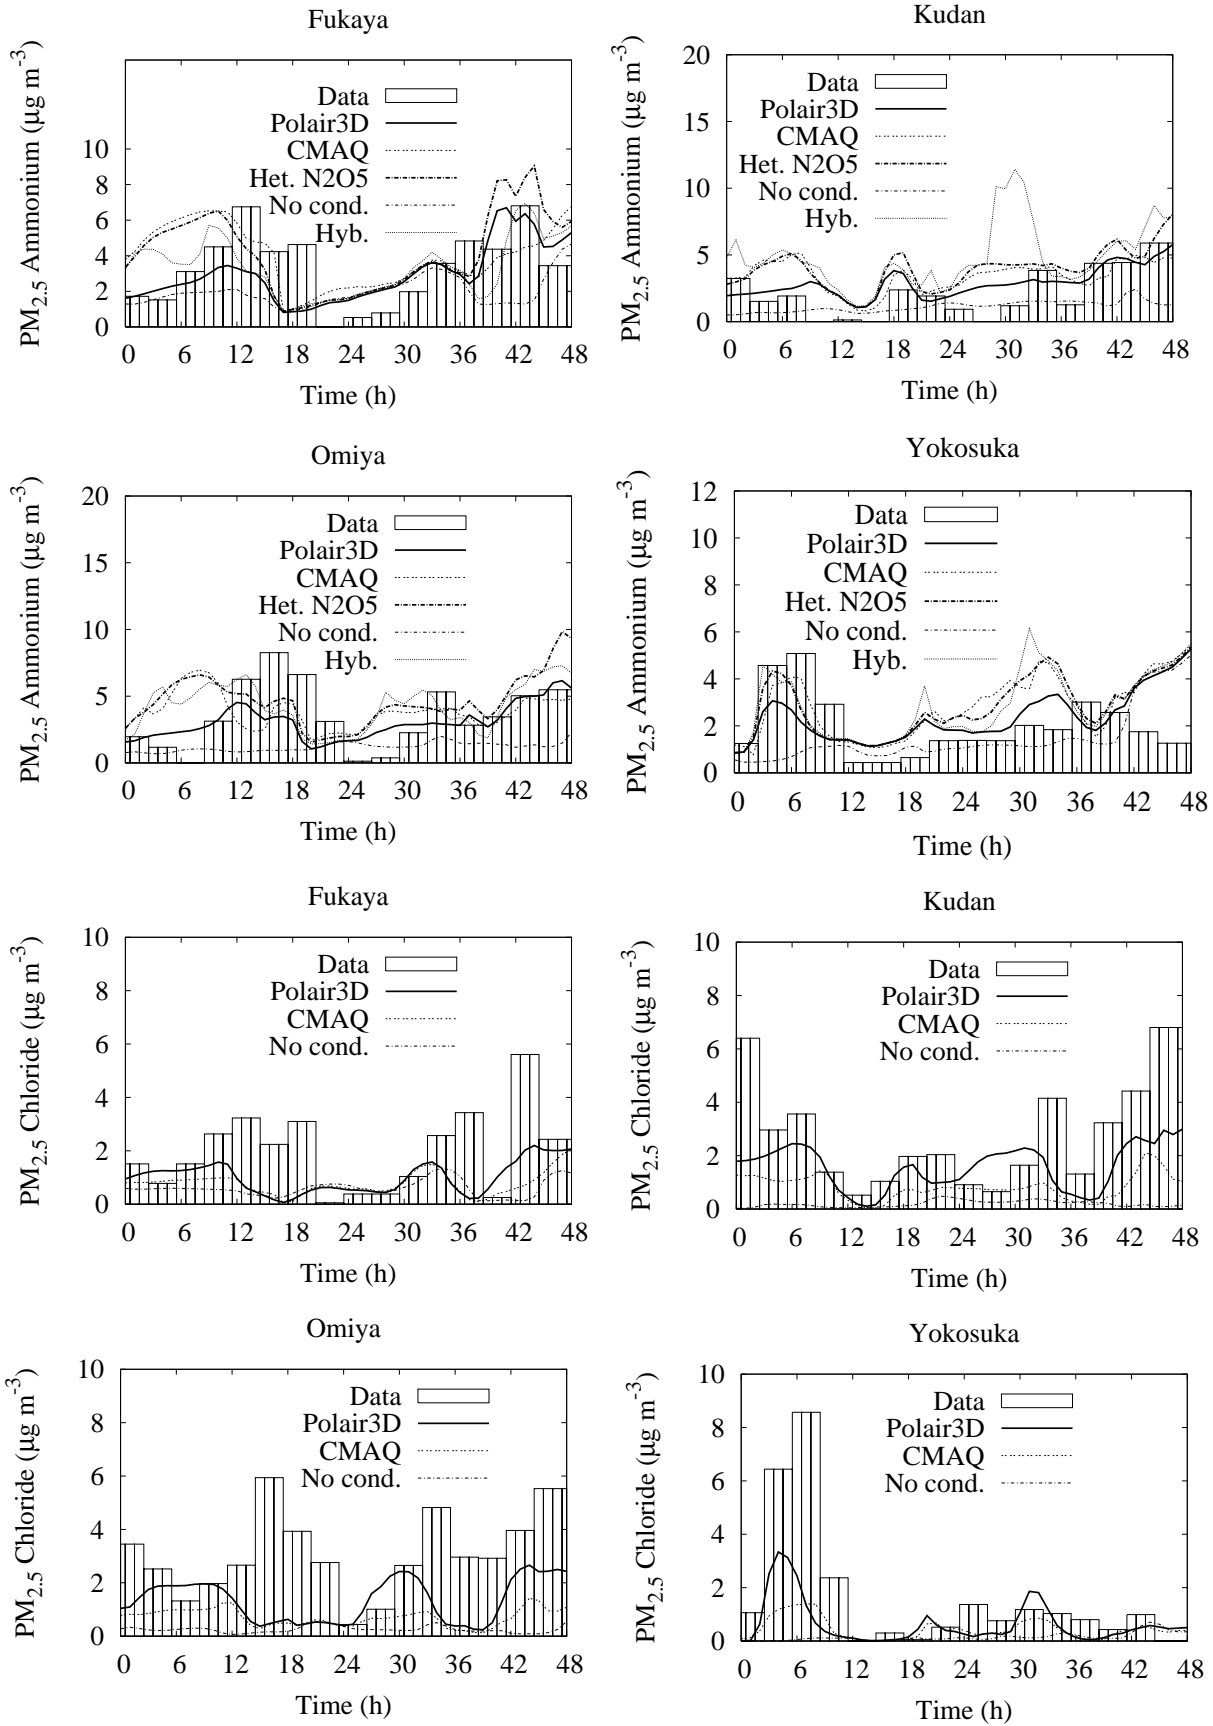 Fukaya
PM2.5 Ammonium (μg m-3)
10
8
6
4
2
0
Data
Polair3D
CMAQ
Het. N2O5
No cond.
Hyb.
0 6 12 18 24 30 36 42 48
Time (h)
Kudan
PM2.5 Ammonium (μg m-3)
20
15
10
5
0
Data
Polair3D
CMAQ
Het. N2O5
No cond.
Hyb.
0 6 12 18 24 30 36 42 48
Time (h)
Omiya
PM2.5 Ammonium (μg m-3)
20
15
10
5
0
Data
Polair3D
CMAQ
Het. N2O5
No cond.
Hyb.
0 6 12 18 24 30 36 42 48
Time (h)
Yokosuka
PM2.5 Ammonium (μg m-3)
12
10
8
6
4
2
0
Data
Polair3D
CMAQ
Het. N2O5
No cond.
Hyb.
0 6 12 18 24 30 36 42 48
Time (h)
Fukaya
PM2.5 Chloride (μg m-3)
10
8
6
4
2
0
Data
Polair3D
CMAQ
No cond.
0 6 12 18 24 30 36 42 48
Time (h)
Kudan
PM2.5 Chloride (μg m-3)
10
8
6
4
2
0
Data
Polair3D
CMAQ
No cond.
0 6 12 18 24 30 36 42 48
Time (h)
Omiya
PM2.5 Chloride (μg m-3)
10
8
6
4
2
0
Data
Polair3D
CMAQ
No cond.
0 6 12 18 24 30 36 42 48
Time (h)
Yokosuka
PM2.5 Chloride (μg m-3)
10
8
6
4
2
0
Data
Polair3D
CMAQ
No cond.
0 6 12 18 24 30 36 42 48
Time (h)